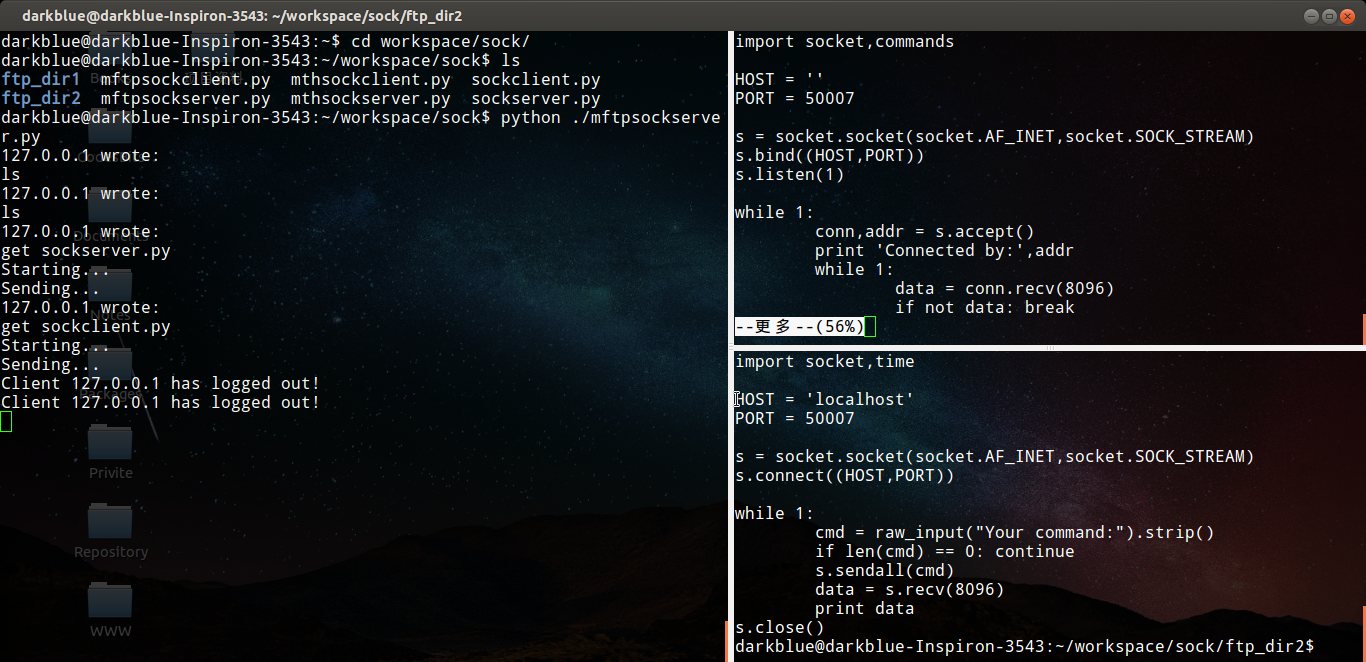 darkblue@darkblue-Inspiron-3543: ~/workspace/sock/ftp_dir2
darkblue@darkblue-Inspiron-3543:~$ cd workspace/sock/
darkblue@darkblue-Inspiron-3543:~/workspace/sock$ ls
ftp_dir1  mftpsockclient.py  mthsockclient.py  sockclient.py
ftp_dir2  mftpsockserver.py  mthsockserver.py  sockserver.py
darkblue@darkblue-Inspiron-3543:~/workspace/sock$ python ./mftpsockserve
r.py
127.0.0.1 wrote:
ls
127.0.0.1 wrote:
ls
127.0.0.1 wrote:
get sockserver.py
Starting...
Sending...
127.0.0.1 wrote:
get sockclient.py
Starting...
Sending...
Client 127.0.0.1 has logged out!
Client 127.0.0.1 has logged out!
Documents
Notes
Packages
Privite
Repository
WWW
import socket,commands
HOST = ''
PORT = 50007
s = socket.socket(socket.AF_INET,socket.SOCK_STREAM)
s.bind((HOST,PORT))
s.listen(1)
while 1:
        conn,addr = s.accept()
        print 'Connected by:',addr
        while 1:
                data = conn.recv(8096)
                if not data: break
--更多--(56%)
import socket,time
HOST = 'localhost'
PORT = 50007
s = socket.socket(socket.AF_INET,socket.SOCK_STREAM)
s.connect((HOST,PORT))
while 1:
        cmd = raw_input("Your command:").strip()
        if len(cmd) == 0: continue
        s.sendall(cmd)
        data = s.recv(8096)
        print data
s.close()
darkblue@darkblue-Inspiron-3543:~/workspace/sock/ftp_dir2$